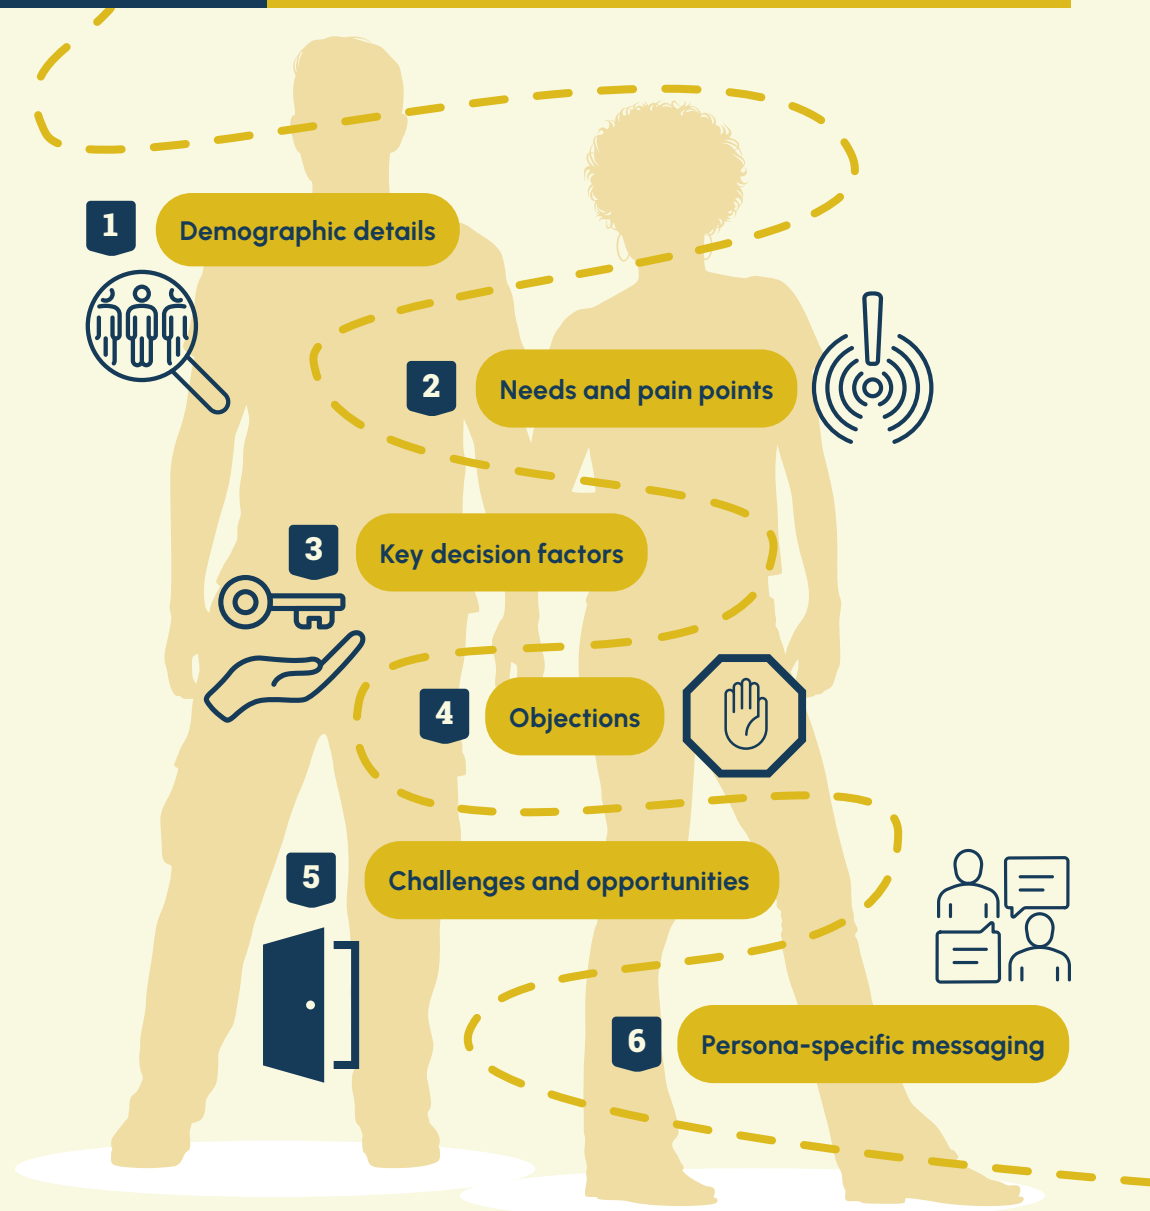 1
Demographic details
2
Needs and pain points
3
Key decision factors
4
Objections
5
Challenges and opportunities
6
Persona-specific messaging